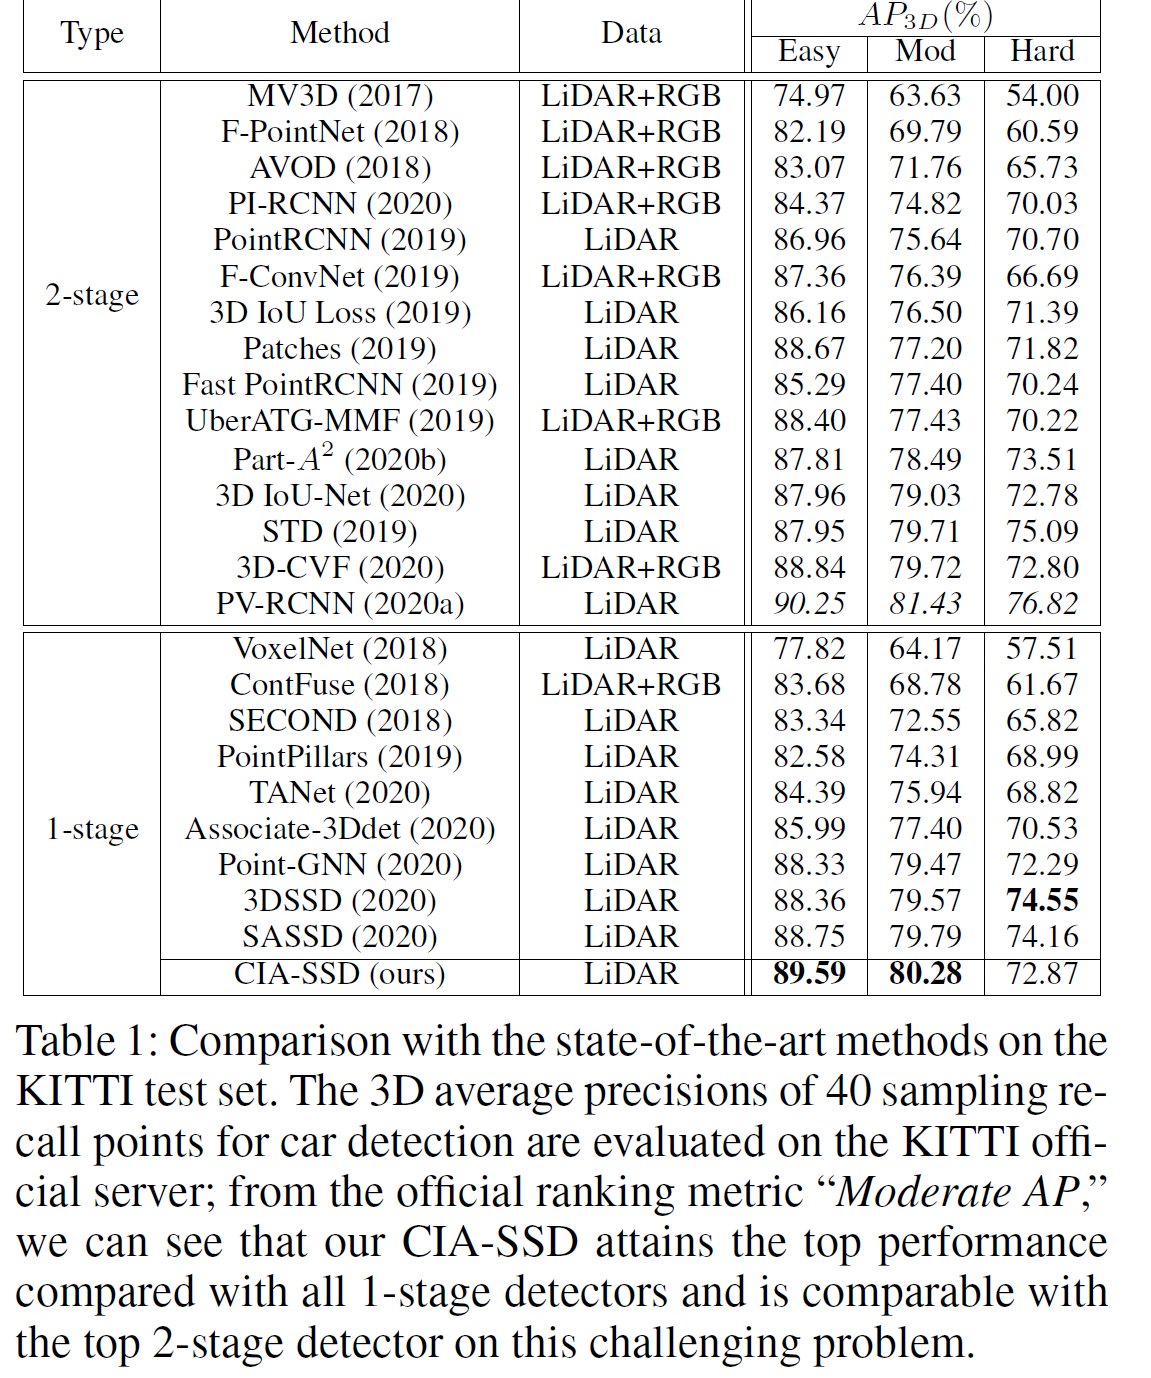 Type Method Data AP3D(%)
Easy Mod Hard
2-stage
MV3D (2017) LiDAR+RGB 74.97 63.63 54.00
F-PointNet (2018) LiDAR+RGB 82.19 69.79 60.59
AVOD (2018) LiDAR+RGB 83.07 71.76 65.73
PI-RCNN (2020) LiDAR+RGB 84.37 74.82 70.03
PointRCNN (2019) LiDAR 86.96 75.64 70.70
F-ConvNet (2019) LiDAR+RGB 87.36 76.39 66.69
3D IoU Loss (2019) LiDAR 86.16 76.50 71.39
Patches (2019) LiDAR 88.67 77.20 71.82
Fast PointRCNN (2019) LiDAR 85.29 77.40 70.24
UberATG-MMF (2019) LiDAR+RGB 88.40 77.43 70.22
Part-A² (2020b) LiDAR 87.81 78.49 73.51
3D IoU-Net (2020) LiDAR 87.96 79.03 72.78
STD (2019) LiDAR 87.95 79.71 75.09
3D-CVF (2020) LiDAR+RGB 88.84 79.72 72.80
PV-RCNN (2020a) LiDAR 90.25 81.43 76.82
1-stage
VoxelNet (2018) LiDAR 77.82 64.17 57.51
ContFuse (2018) LiDAR+RGB 83.68 68.78 61.67
SECOND (2018) LiDAR 83.34 72.55 65.82
PointPillars (2019) LiDAR 82.58 74.31 68.99
TANet (2020) LiDAR 84.39 75.94 68.82
Associate-3Ddet (2020) LiDAR 85.99 77.40 70.53
Point-GNN (2020) LiDAR 88.33 79.47 72.29
3DSSD (2020) LiDAR 88.36 79.57 74.55
SASSD (2020) LiDAR 88.75 79.79 74.16
CIA-SSD (ours) LiDAR 89.59 80.28 72.87
Table 1: Comparison with the state-of-the-art methods on the
KITTI test set. The 3D average precisions of 40 sampling re-
call points for car detection are evaluated on the KITTI offi-
cial server; from the official ranking metric “Moderate AP,”
we can see that our CIA-SSD attains the top performance
compared with all 1-stage detectors and is comparable with
the top 2-stage detector on this challenging problem.